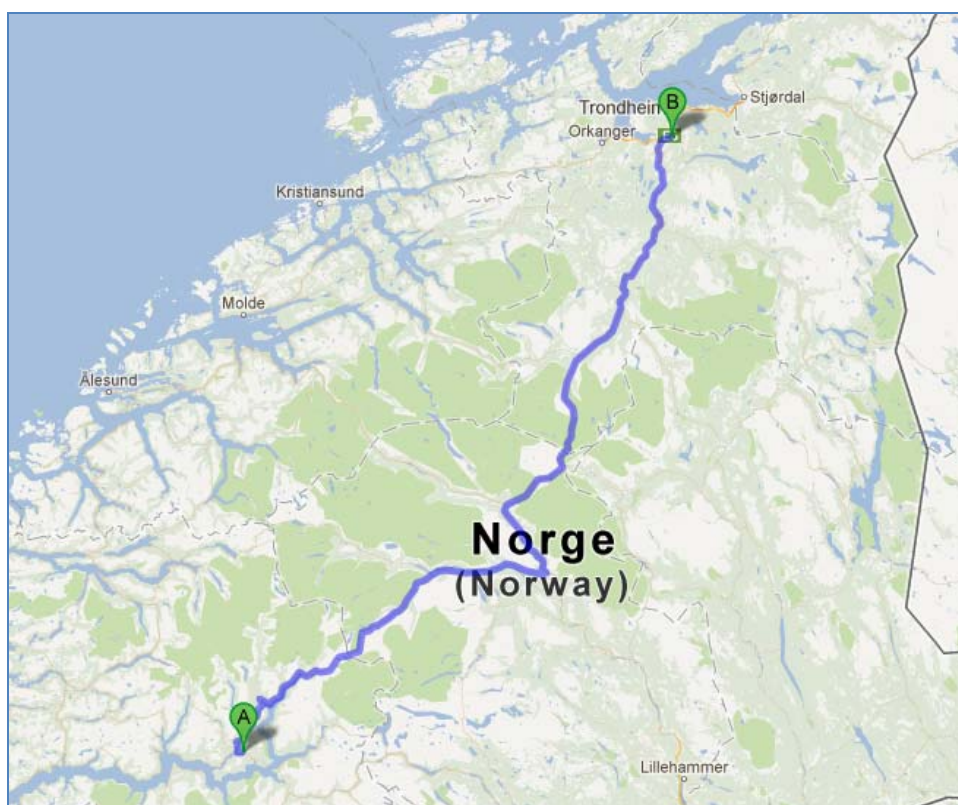 B
Stjørdal
Trondheim
Orkanger
Kristiansund
Molde
Ålesund
Norge
(Norway)
A
Lillehammer